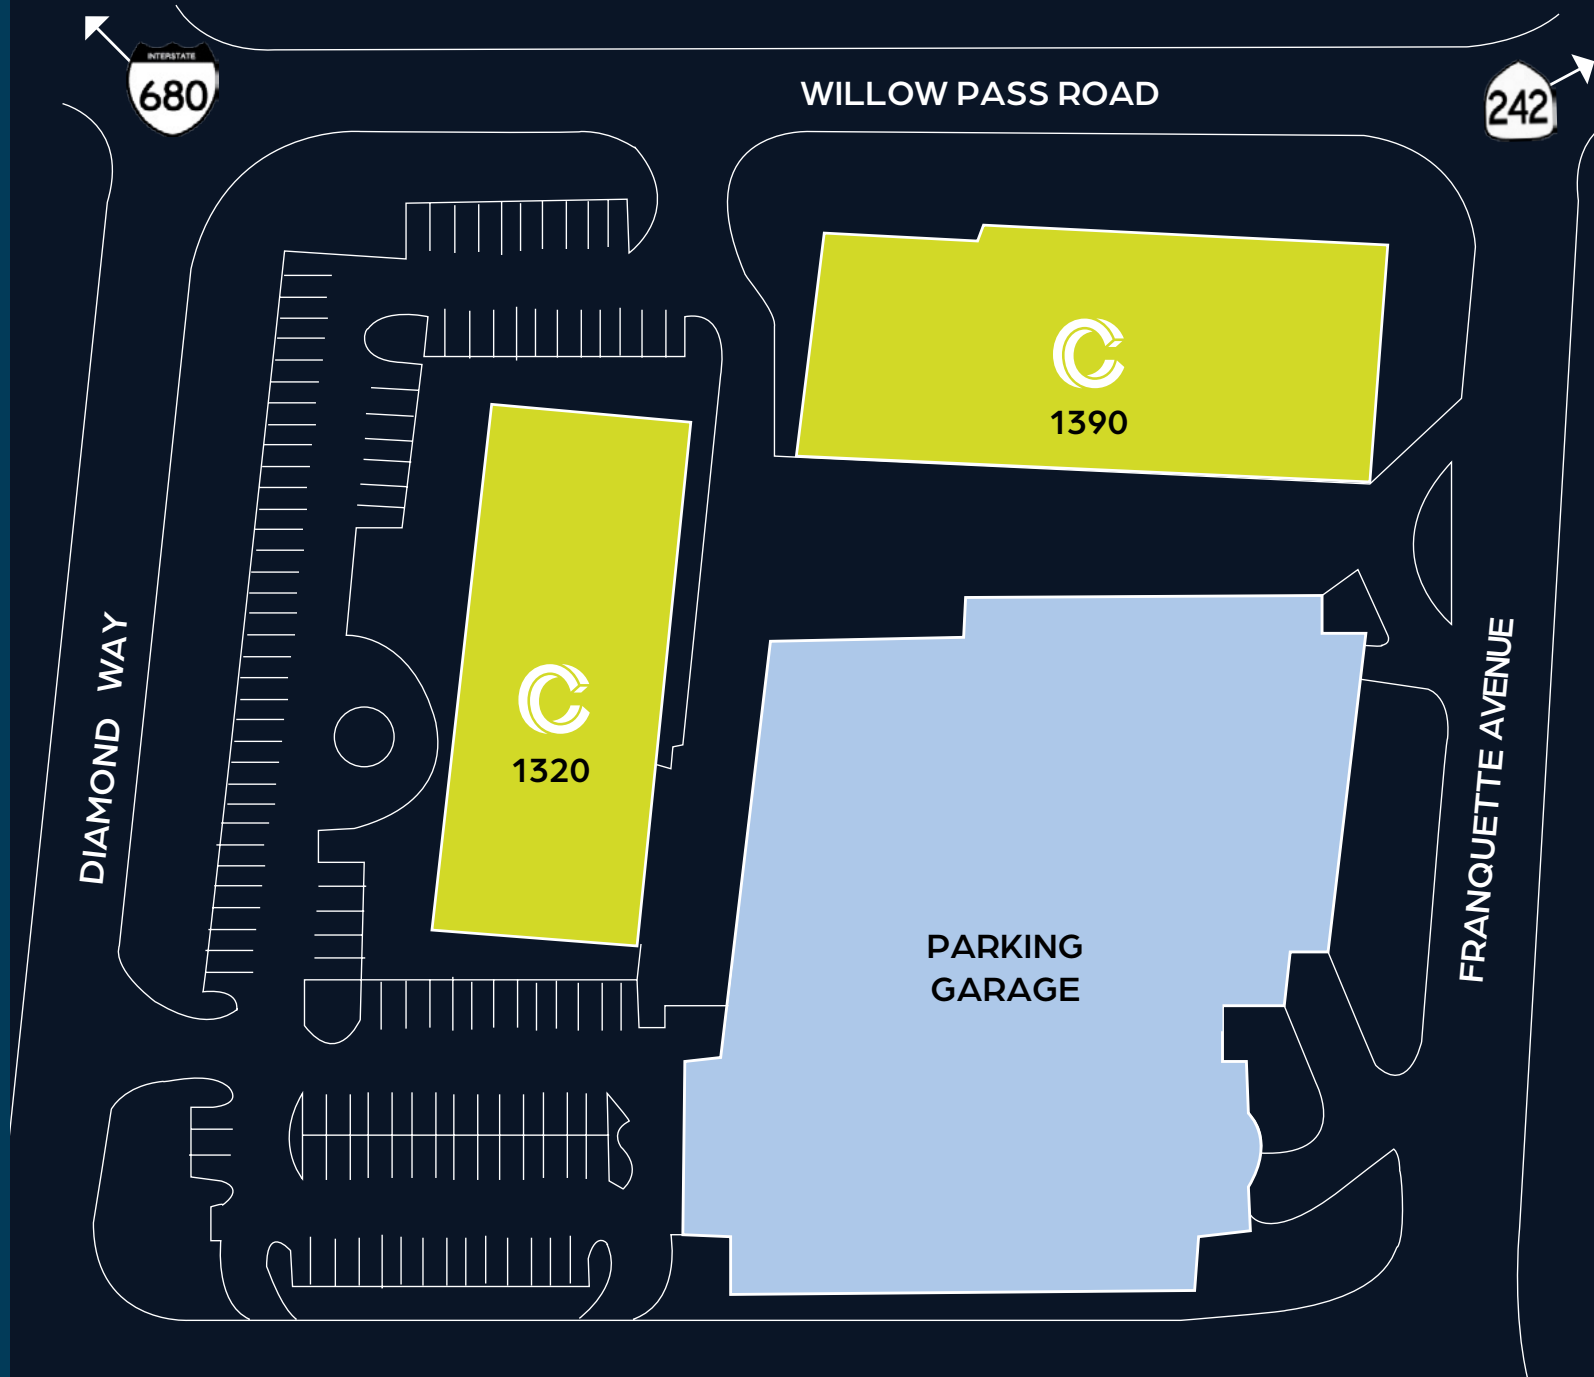 INTERSTATE
680
WILLOW PASS ROAD
242
1390
DIAMOND WAY
1320
FRANQUETTE AVENUE
PARKING
GARAGE